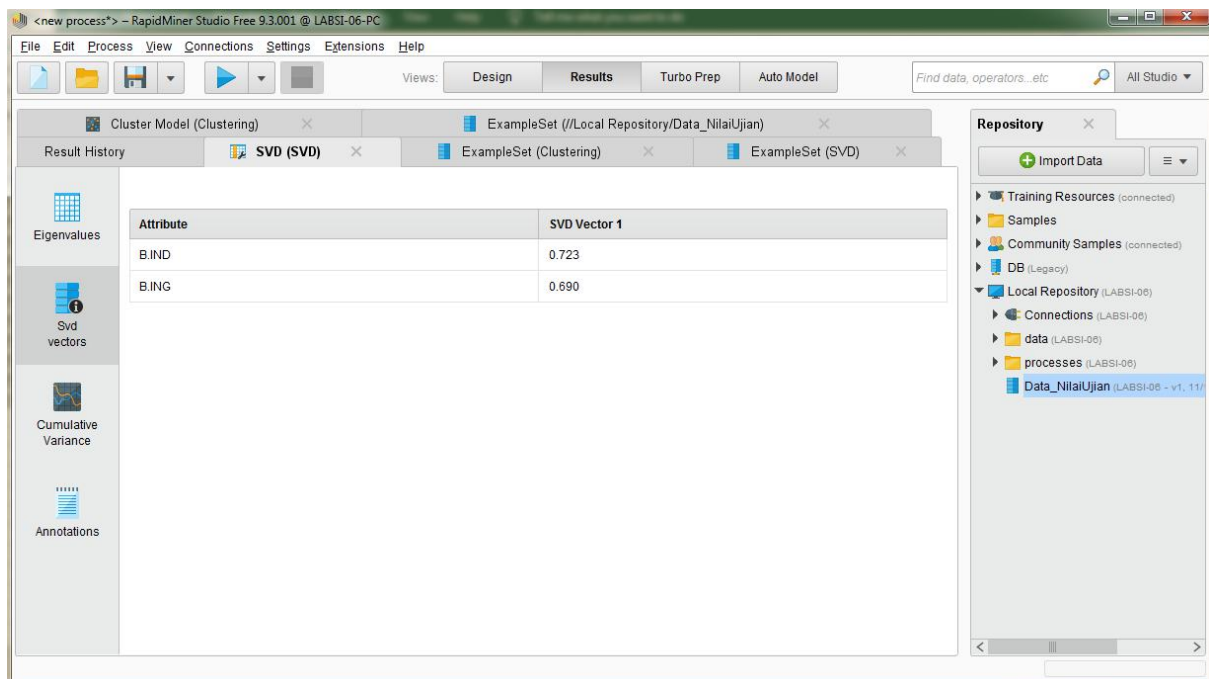 <new process*> – RapidMiner Studio Free 9.3.001 @ LABSI-06-PC
File Edit Process View Connections Settings Extensions Help
Views: Design Results Turbo Prep Auto Model Find data, operators...etc All Studio
Cluster Model (Clustering) ExampleSet (//Local Repository/Data_NilaiUjian)
Result History SVD (SVD) ExampleSet (Clustering) ExampleSet (SVD)
Eigenvalues
Svd
vectors
Cumulative
Variance
Annotations
Attribute SVD Vector 1
B.IND 0.723
B.ING 0.690
Repository
Import Data
Training Resources (connected)
Samples
Community Samples (connected)
DB (Legacy)
Local Repository (LABSI-06)
Connections (LABSI-06)
data (LABSI-06)
processes (LABSI-06)
Data_NilaiUjian (LABSI-06 - v1, 11/